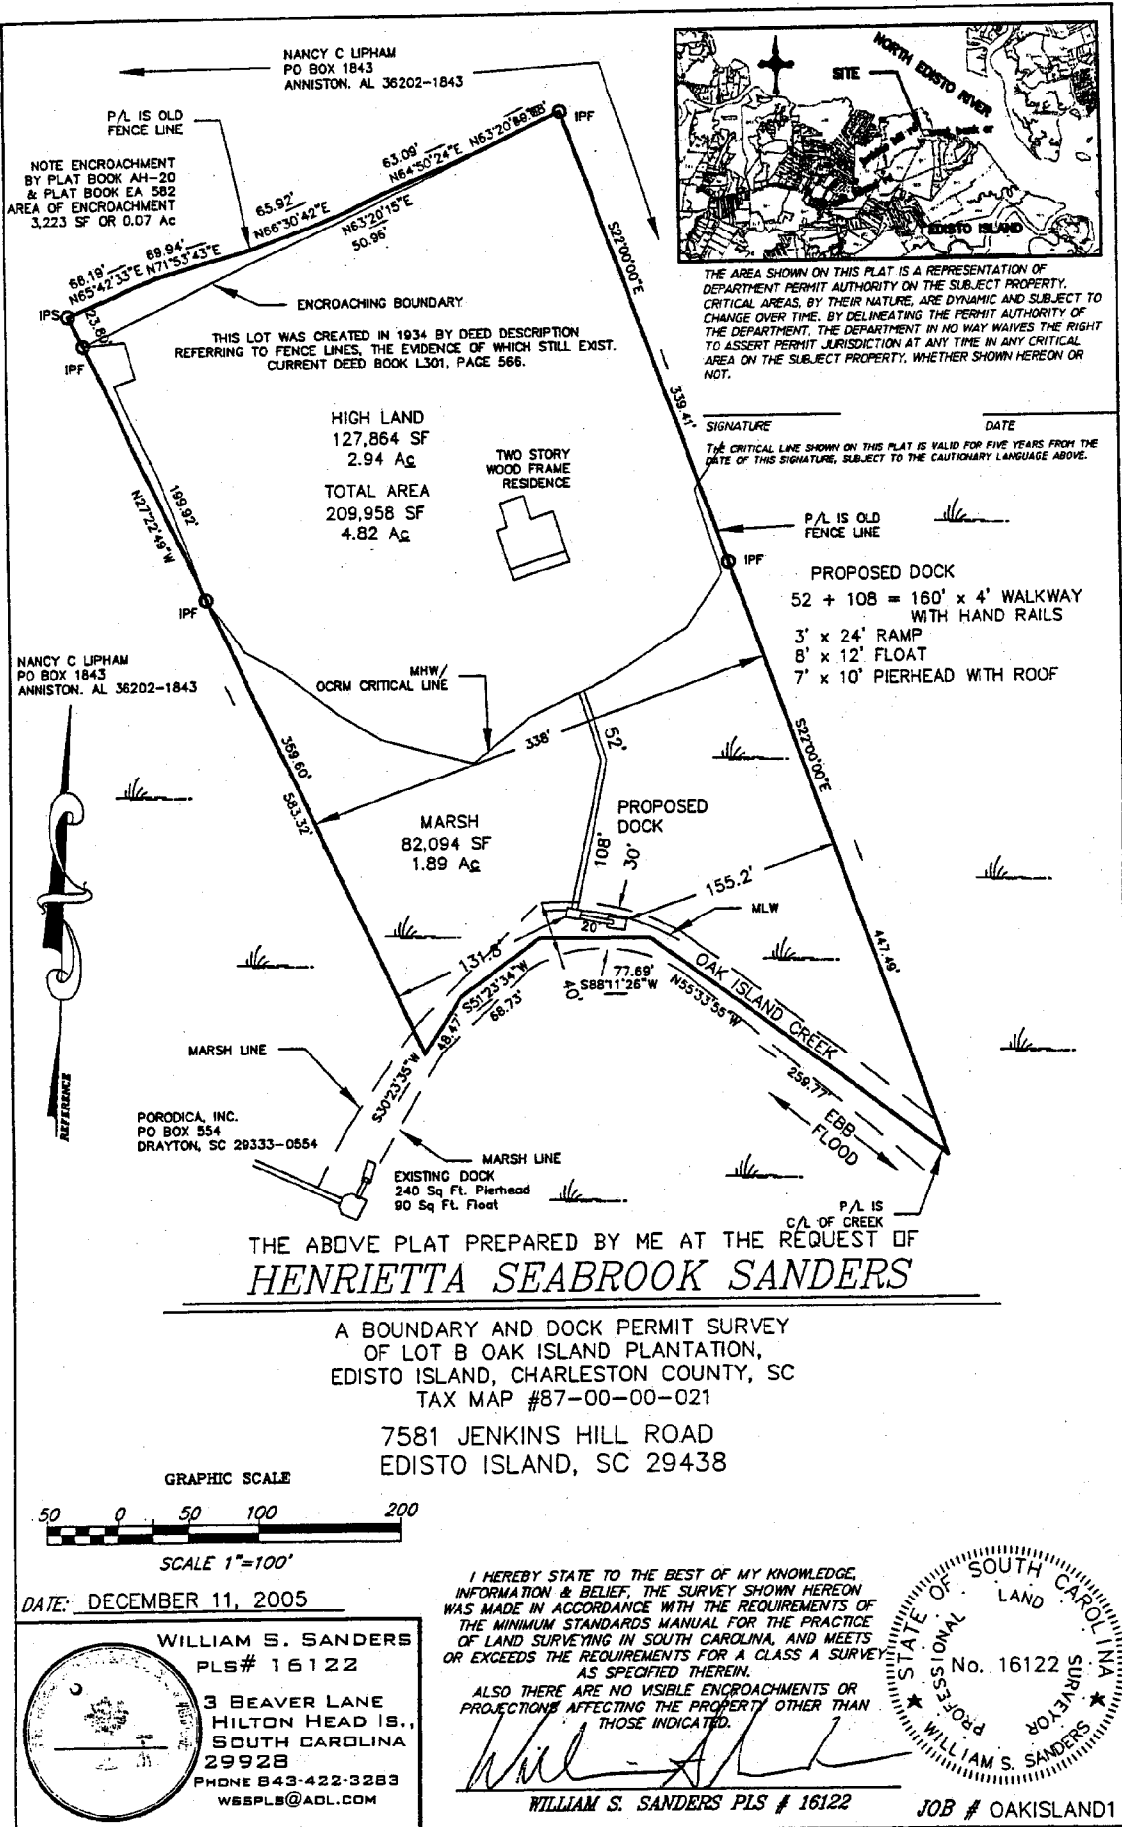 NANCY C LIPHAM
PO BOX 1843
ANNISTON. AL 36202-1843
P/L IS OLD
FENCE LINE
NOTE ENCROACHMENT
BY PLAT BOOK AH-20
& PLAT BOOK EA 582
AREA OF ENCROACHMENT
3,223 SF OR 0.07 Ac
68.19'
N65°42'33"E
69.94'
N71°53'43"E
65.92'
N66°30'42"E
63.09'
N64°50'24"E
N63°20'
N63°20'15"E
50.96'
IPF
IPS
23.80'
IPF
ENCROACHING BOUNDARY
THIS LOT WAS CREATED IN 1934 BY DEED DESCRIPTION
REFERRING TO FENCE LINES, THE EVIDENCE OF WHICH STILL EXIST.
CURRENT DEED BOOK L301, PAGE 566.
S22°00'00"E
339.41'
NORTH EDISTO RIVER
SITE
EDISTO ISLAND
THE AREA SHOWN ON THIS PLAT IS A REPRESENTATION OF
DEPARTMENT PERMIT AUTHORITY ON THE SUBJECT PROPERTY.
CRITICAL AREAS, BY THEIR NATURE, ARE DYNAMIC AND SUBJECT TO
CHANGE OVER TIME. BY DELINEATING THE PERMIT AUTHORITY OF
THE DEPARTMENT, THE DEPARTMENT IN NO WAY WAIVES THE RIGHT
TO ASSERT PERMIT JURISDICTION AT ANY TIME IN ANY CRITICAL
AREA ON THE SUBJECT PROPERTY, WHETHER SHOWN HEREON OR
NOT.
SIGNATURE DATE
THE CRITICAL LINE SHOWN ON THIS PLAT IS VALID FOR FIVE YEARS FROM THE
DATE OF THIS SIGNATURE, SUBJECT TO THE CAUTIONARY LANGUAGE ABOVE.
HIGH LAND
127,864 SF
2.94 Ac
TOTAL AREA
209,958 SF
4.82 Ac
TWO STORY
WOOD FRAME
RESIDENCE
N27°22'49"W
199.92'
IPF
P/L IS OLD
FENCE LINE
IPF
PROPOSED DOCK
52 + 108 = 160' x 4' WALKWAY
WITH HAND RAILS
3' x 24' RAMP
8' x 12' FLOAT
7' x 10' PIERHEAD WITH ROOF
NANCY C LIPHAM
PO BOX 1843
ANNISTON. AL 36202-1843
MHW/
OCRM CRITICAL LINE
338'
52'
S22°00'00"E
359.60'
583.32'
MARSH
82,094 SF
1.89 Ac
PROPOSED
DOCK
108'
30'
155.2'
MLW
20'
131.8'
40'
447.49'
OAK ISLAND CREEK
77.69'
S88°11'26"W
N55°33'55"W
S51°23'34"W
68.73'
48.47'
S30°23'35"W
259.77'
EBB
FLOOD
MARSH LINE
REFERENCE
PORODICA, INC.
PO BOX 554
DRAYTON, SC 29333-0554
MARSH LINE
EXISTING DOCK
240 Sq Ft. Pierhead
90 Sq Ft. Float
P/L IS
C/L OF CREEK
THE ABOVE PLAT PREPARED BY ME AT THE REQUEST OF
HENRIETTA SEABROOK SANDERS
A BOUNDARY AND DOCK PERMIT SURVEY
OF LOT B OAK ISLAND PLANTATION,
EDISTO ISLAND, CHARLESTON COUNTY, SC
TAX MAP #87-00-00-021
7581 JENKINS HILL ROAD
EDISTO ISLAND, SC 29438
GRAPHIC SCALE
50 0 50 100 200
SCALE 1"=100'
DATE: DECEMBER 11, 2005
WILLIAM S. SANDERS
PLS# 16122
3 BEAVER LANE
HILTON HEAD IS.,
SOUTH CAROLINA
29928
PHONE 843-422-3283
WSSPLS@AOL.COM
I HEREBY STATE TO THE BEST OF MY KNOWLEDGE,
INFORMATION & BELIEF, THE SURVEY SHOWN HEREON
WAS MADE IN ACCORDANCE WITH THE REQUIREMENTS OF
THE MINIMUM STANDARDS MANUAL FOR THE PRACTICE
OF LAND SURVEYING IN SOUTH CAROLINA, AND MEETS
OR EXCEEDS THE REQUIREMENTS FOR A CLASS A SURVEY
AS SPECIFIED THEREIN.
ALSO THERE ARE NO VISIBLE ENCROACHMENTS OR
PROJECTIONS AFFECTING THE PROPERTY OTHER THAN
THOSE INDICATED.
WILLIAM S. SANDERS PLS # 16122
STATE OF SOUTH CAROLINA
PROFESSIONAL LAND SURVEYOR
No. 16122
WILLIAM S. SANDERS
JOB # OAKISLAND1